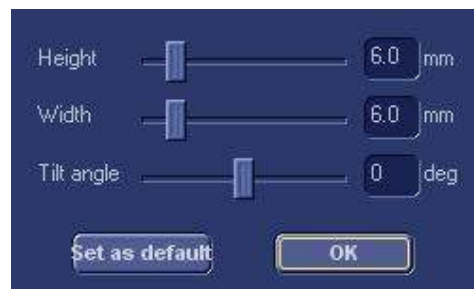 Height 6.0 mm
Width 6.0 mm
Tilt angle 0 deg
Set as default OK